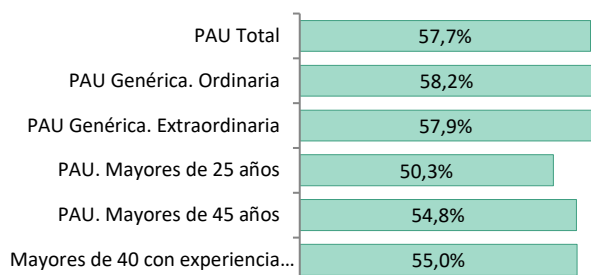 PAU Total 57,7%
PAU Genérica. Ordinaria 58,2%
PAU Genérica. Extraordinaria 57,9%
PAU. Mayores de 25 años 50,3%
PAU. Mayores de 45 años 54,8%
Mayores de 40 con experiencia... 55,0%